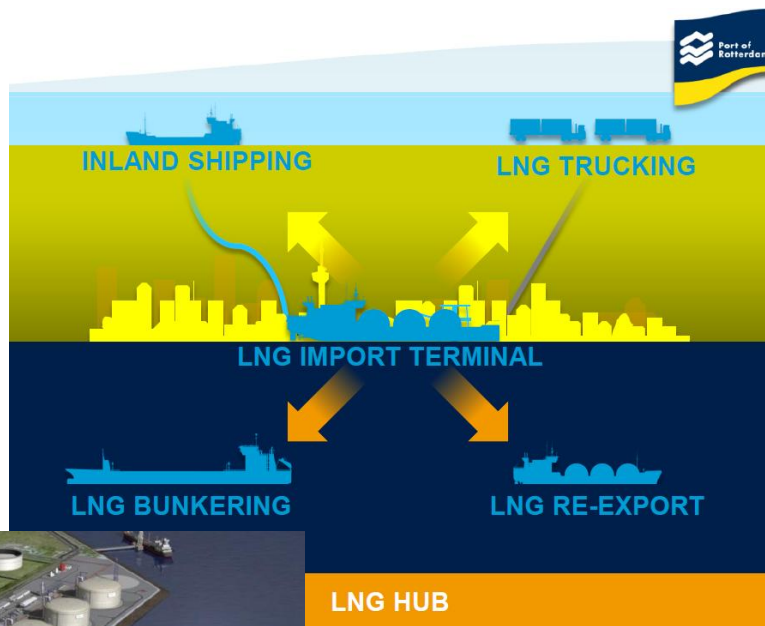 Port of
Rotterdam
INLAND SHIPPING
LNG TRUCKING
LNG IMPORT TERMINAL
LNG BUNKERING
LNG RE-EXPORT
LNG HUB